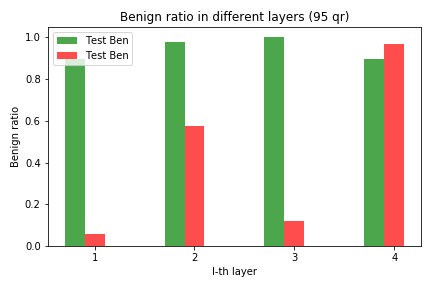 Benign ratio in different layers (95 qr)
Test Ben
Test Ben
Benign ratio
1.0
0.8
0.6
0.4
0.2
0.0
1 2 3 4
l-th layer